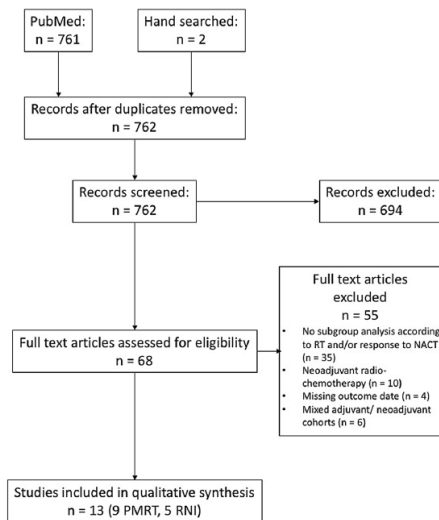 PubMed:
n = 761
Hand searched:
n = 2
Records after duplicates removed:
n = 762
Records screened:
n = 762
Records excluded:
n = 694
Full text articles
excluded
n = 55
• No subgroup analysis according
to RT and/or response to NACT
(n = 35)
• Neoadjuvant radio-
chemotherapy (n = 10)
• Missing outcome date (n = 4)
• Mixed adjuvant/ neoadjuvant
cohorts (n = 6)
Full text articles assessed for eligibility
n = 68
Studies included in qualitative synthesis
n = 13 (9 PMRT, 5 RNI)